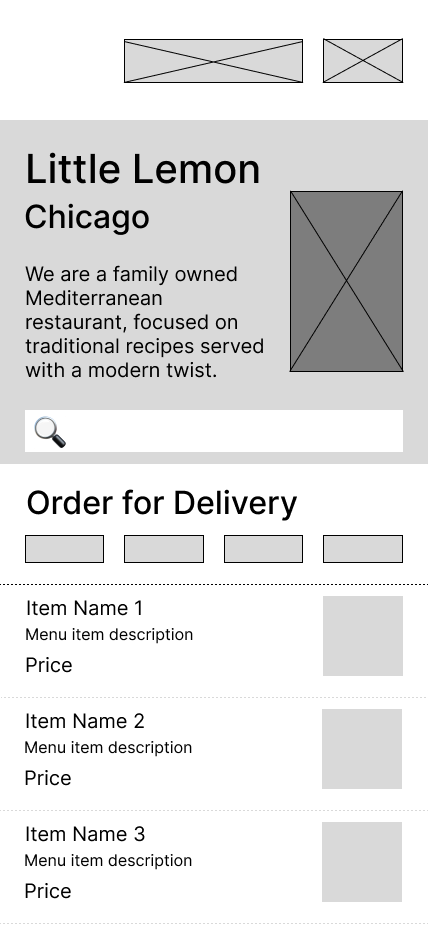 Little Lemon
Chicago
We are a family owned
Mediterranean
restaurant, focused on
traditional recipes served
with a modern twist.
Order for Delivery
Item Name 1
Menu item description
Price
Item Name 2
Menu item description
Price
Item Name 3
Menu item description
Price